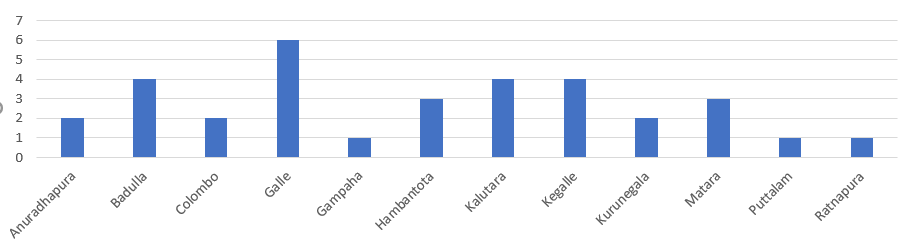 7
6
5
4
3
2
1
0
Anuradhapura
Badulla
Colombo
Galle
Gampaha
Hambantota
Kalutara
Kegalle
Kurunegala
Matara
Puttalam
Ratnapura